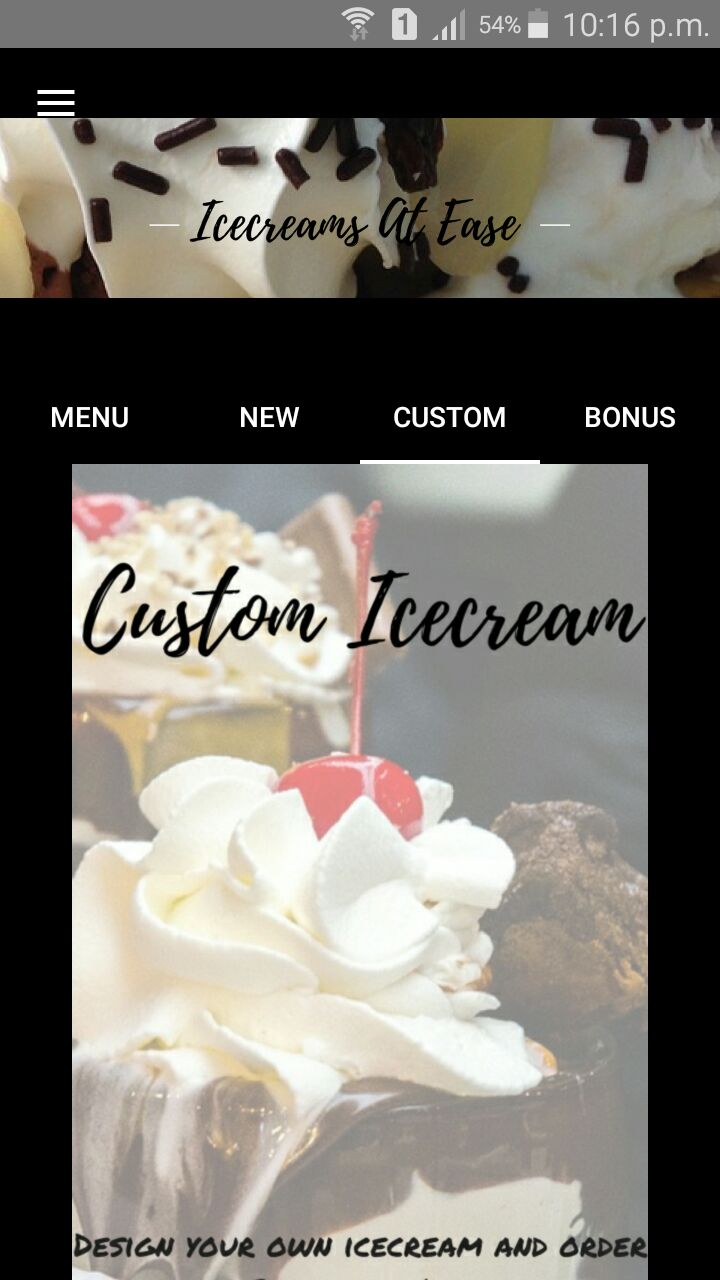 1 54% 10:16 p.m.
Icecreams At Ease
MENU NEW CUSTOM BONUS
Custom Icecream
Design your own icecream and order